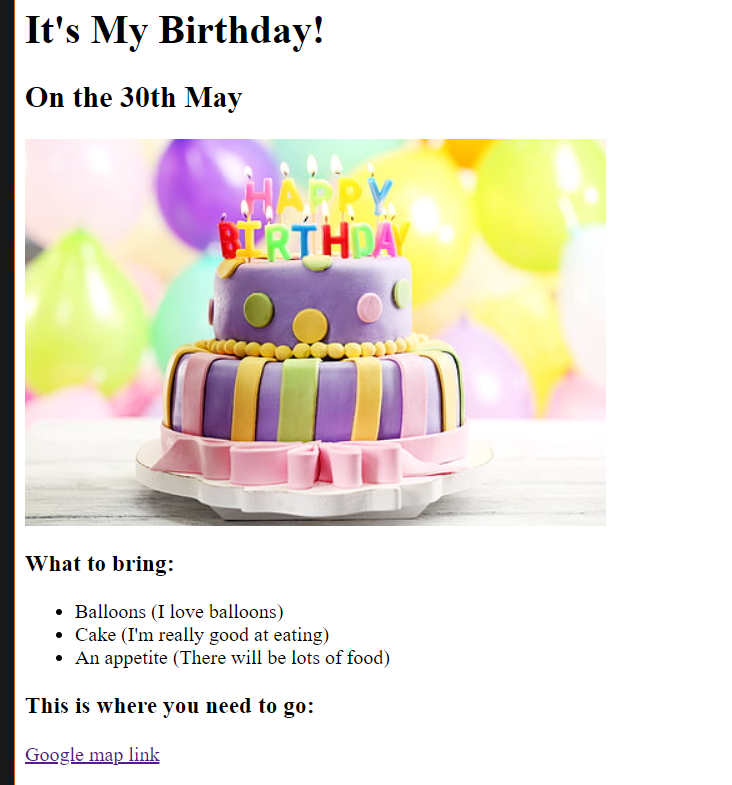 It's My Birthday!
On the 30th May
HAPPY
BIRTHDAY
What to bring:
Balloons (I love balloons)
Cake (I'm really good at eating)
An appetite (There will be lots of food)
This is where you need to go:
Google map link